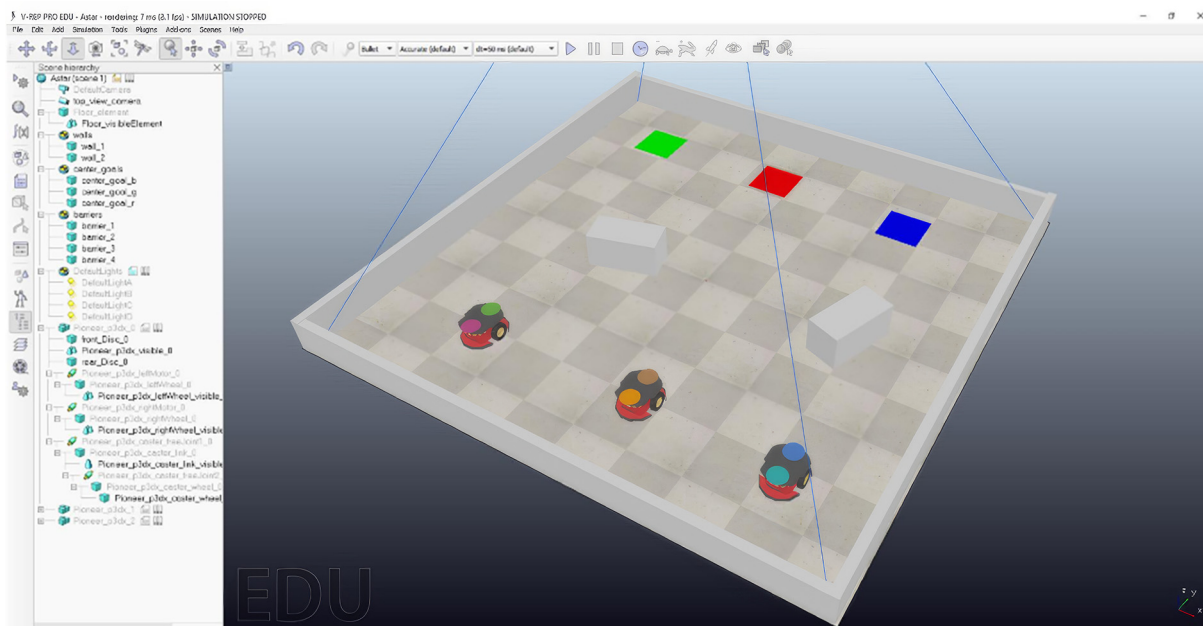 V-REP PRO EDU - Astar - rendering: 7 ms (8.1 fps) - SIMULATION STOPPED
File Edit Add Simulation Tools Plugins Add-ons Scenes Help
Bullet Accurate (default) dt=50 ms (default)
Scene hierarchy
Astar (scene 1)
DefaultCamera
top_view_camera
Floor_element
Floor_visibleElement
walls
wall_1
wall_2
center_goals
center_goal_b
center_goal_g
center_goal_r
barriers
barrier_1
barrier_2
barrier_3
barrier_4
DefaultLights
DefaultLightA
DefaultLightB
DefaultLightC
DefaultLightD
Pioneer_p3dx_0
front_Disc_0
Pioneer_p3dx_visible_0
rear_Disc_0
Pioneer_p3dx_leftMotor_0
Pioneer_p3dx_leftWheel_0
Pioneer_p3dx_leftWheel_visible_
Pioneer_p3dx_rightMotor_0
Pioneer_p3dx_rightWheel_0
Pioneer_p3dx_rightWheel_visible
Pioneer_p3dx_caster_freeJoint1_0
Pioneer_p3dx_caster_link_0
Pioneer_p3dx_caster_link_visible
Pioneer_p3dx_caster_freeJoint2_
Pioneer_p3dx_caster_wheel_0
Pioneer_p3dx_caster_wheel_
Pioneer_p3dx_1
Pioneer_p3dx_2
EDU
z y
x